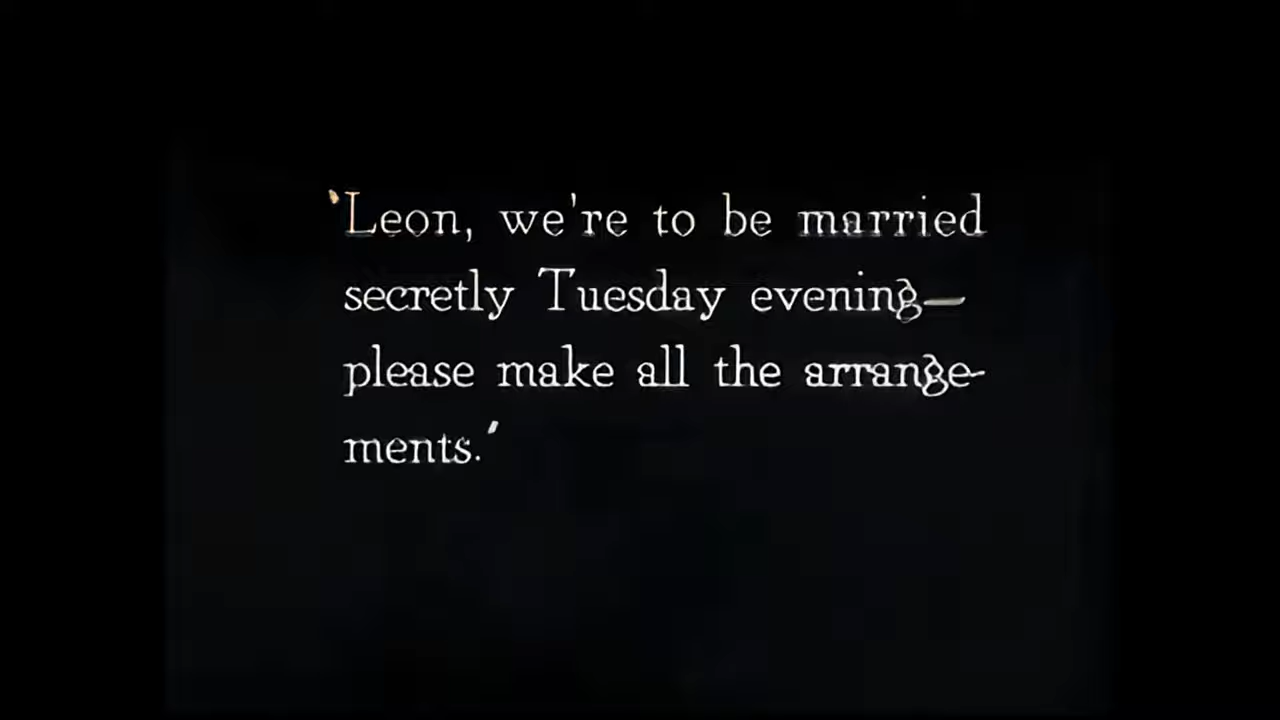 'Leon, we're to be married
secretly Tuesday evening—
please make all the arrange-
ments.'